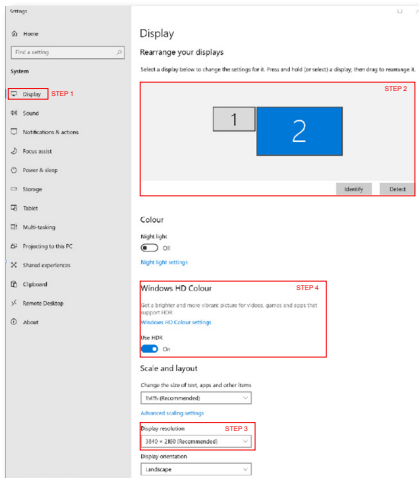 Settings
Home
Find a setting
System
Display STEP 1
Sound
Notifications & actions
Focus assist
Power & sleep
Storage
Tablet
Multi-tasking
Projecting to this PC
Shared experiences
Clipboard
Remote Desktop
About
Display
Rearrange your displays
Select a display below to change the settings for it. Press and hold (or select) a display, then drag to rearrange it.
STEP 2
1
2
Identify Detect
Colour
Night light
Off
Night light settings
Windows HD Colour STEP 4
Get a brighter and more vibrant picture for videos, games and apps that
support HDR.
Windows HD Colour settings
Use HDR
On
Scale and layout
Change the size of text, apps and other items
Advanced scaling settings
Display resolution STEP 3
3840 × 2160 (Recommended)
Display orientation
Landscape